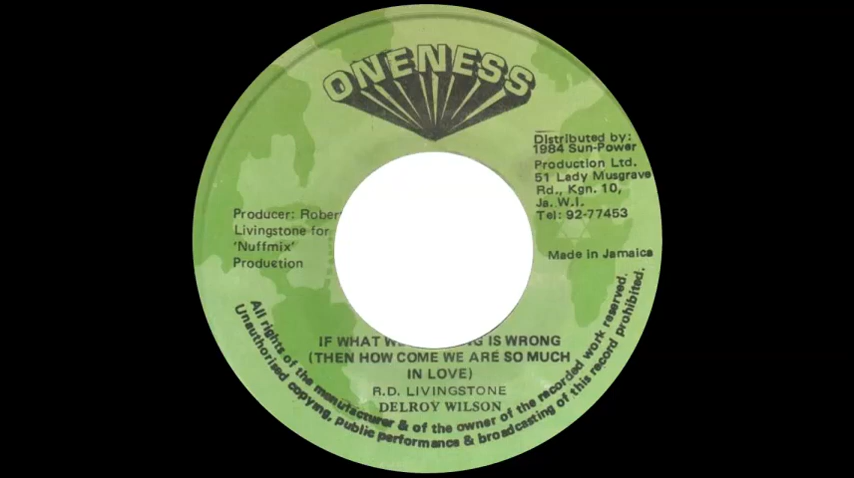 ONENESS
Distributed by:
1984 Sun-Power
Production Ltd.
51 Lady Musgrave
Rd., Kgn. 10,
Ja. W.I.
Tel: 92-77453
Made in Jamaica
Producer: Rober
Livingstone for
'Nuffmix'
Production
IF WHAT IS WRONG
(THEN HOW COME WE ARE SO MUCH
IN LOVE)
R.D. LIVINGSTONE
DELROY WILSON
All rights of the manufacturer & of the owner of the recorded work reserved.
Unauthorised copying, public performance & broadcasting of this record prohibited.